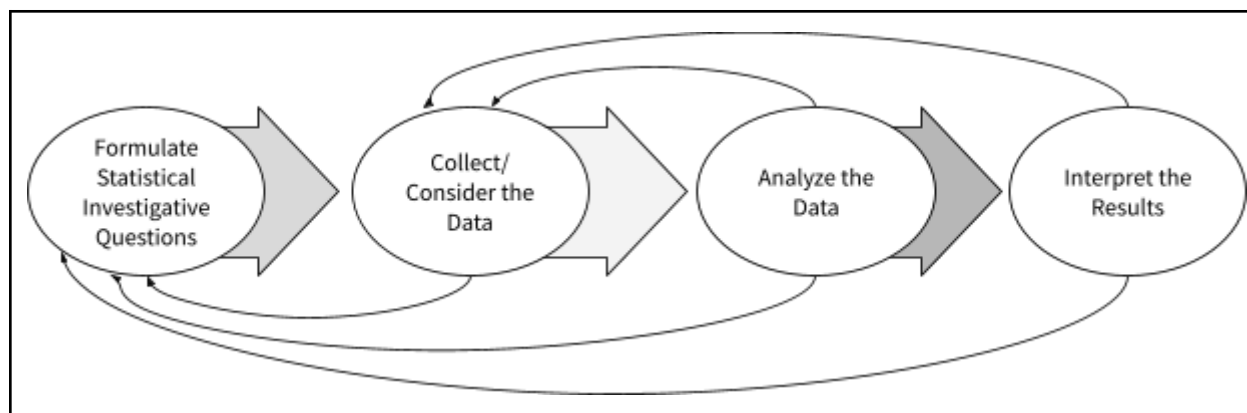 Formulate
Statistical
Investigative
Questions
Collect/
Consider the
Data
Analyze the
Data
Interpret the
Results